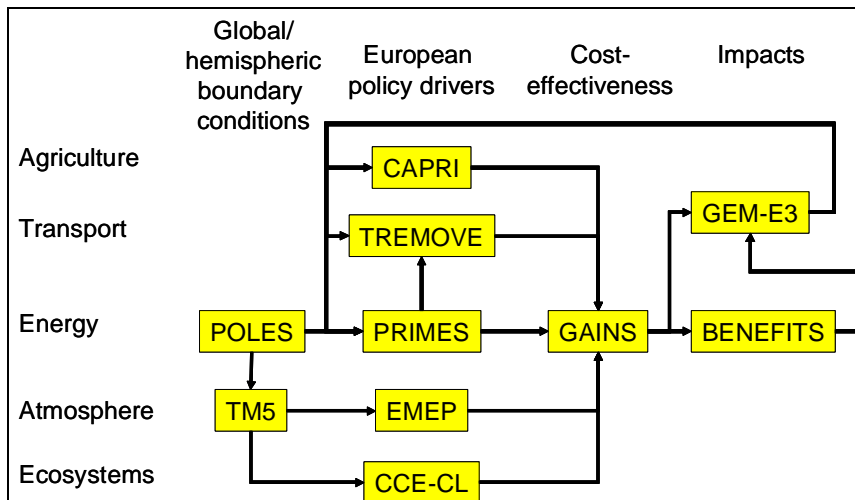 Global/
hemispheric
boundary
conditions
European
policy drivers
Cost-
effectiveness
Impacts
Agriculture
CAPRI
GEM-E3
Transport
TREMOVE
Energy
POLES
PRIMES
GAINS
BENEFITS
Atmosphere
TM5
EMEP
Ecosystems
CCE-CL